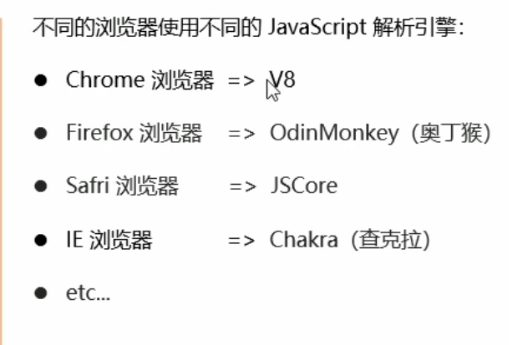 不同的浏览器使用不同的 JavaScript 解析引擎：
● Chrome 浏览器 => V8
● Firefox 浏览器 => OdinMonkey（奥丁猴）
● Safri 浏览器 => JSCore
● IE 浏览器 => Chakra（查克拉）
● etc...